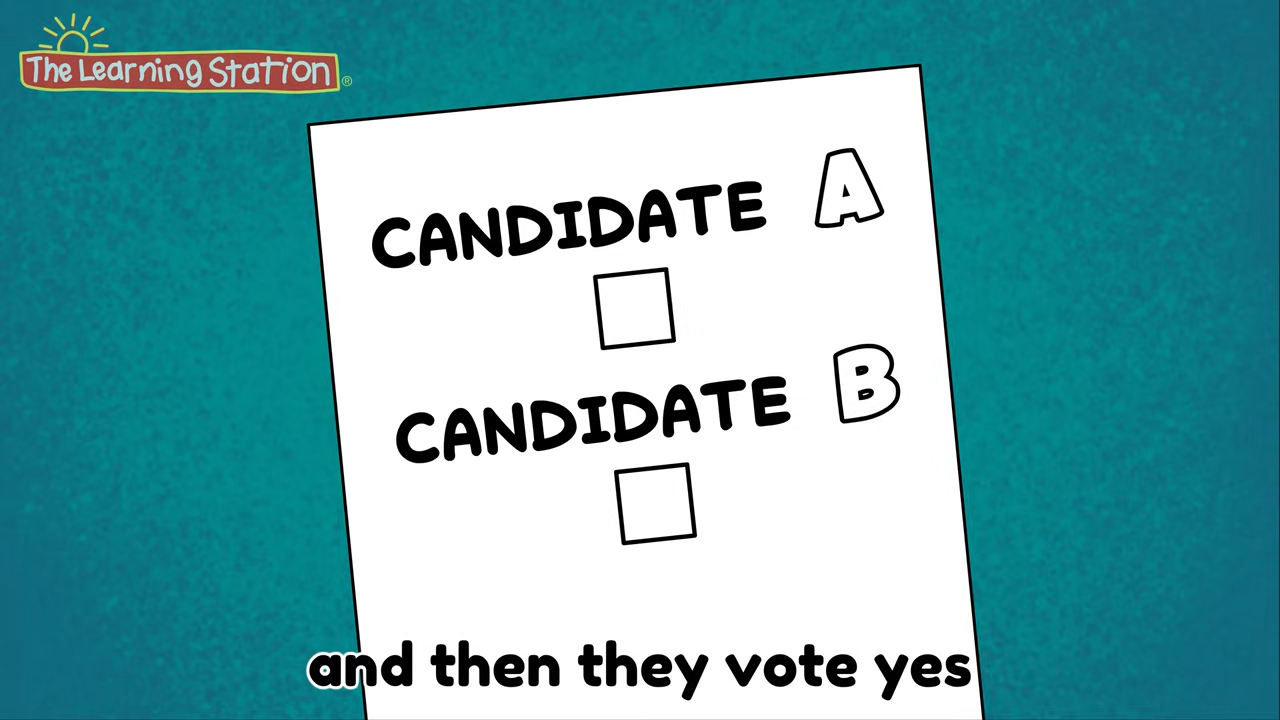 The Learning Station®
CANDIDATE A
CANDIDATE B
and then they vote yes